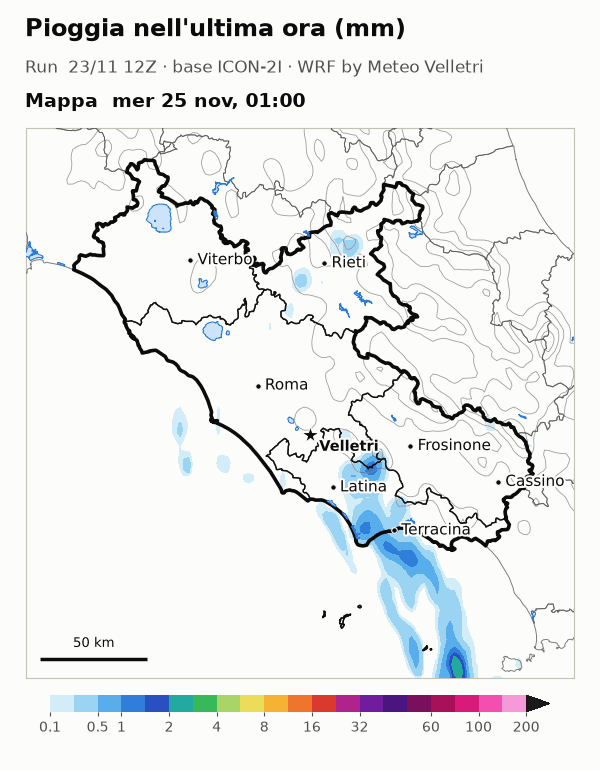 Pioggia nell'ultima ora (mm)
Run  23/11 12Z · base ICON-2I · WRF by Meteo Velletri
Mappa  mer 25 nov, 01:00
Viterbo
Rieti
Roma
Velletri
Frosinone
Latina
Cassino
Terracina
50 km
0.1 0.5 1 2 4 8 16 32 60 100 200